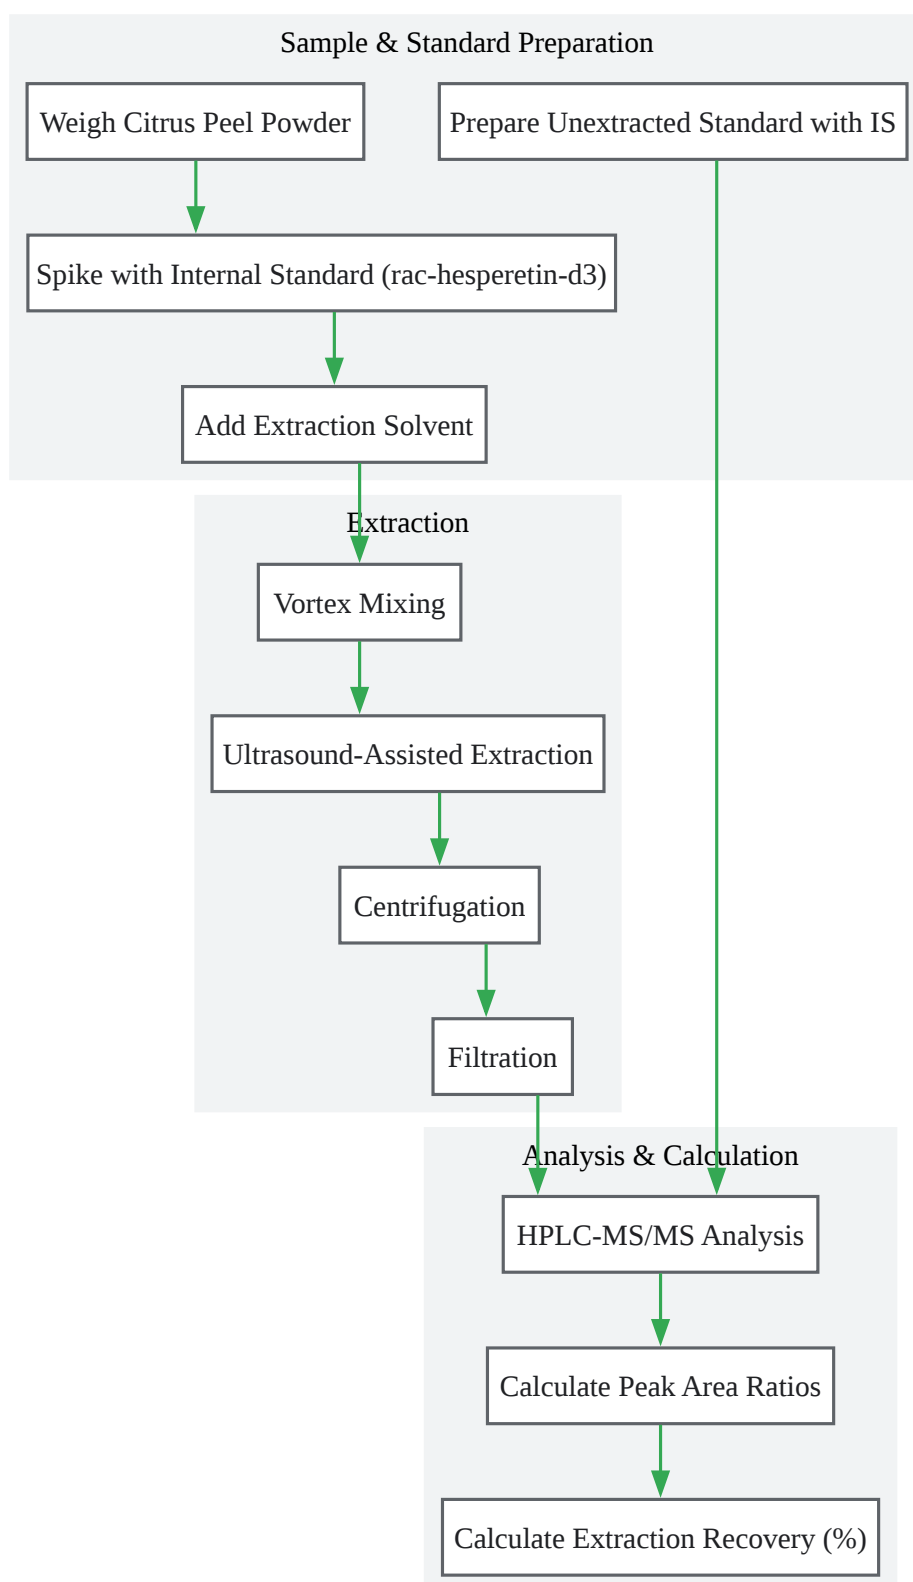 Sample & Standard Preparation
Weigh Citrus Peel Powder
Prepare Unextracted Standard with IS
Spike with Internal Standard (rac-hesperetin-d3)
Add Extraction Solvent
Extraction
Vortex Mixing
Ultrasound-Assisted Extraction
Centrifugation
Filtration
Analysis & Calculation
HPLC-MS/MS Analysis
Calculate Peak Area Ratios
Calculate Extraction Recovery (%)